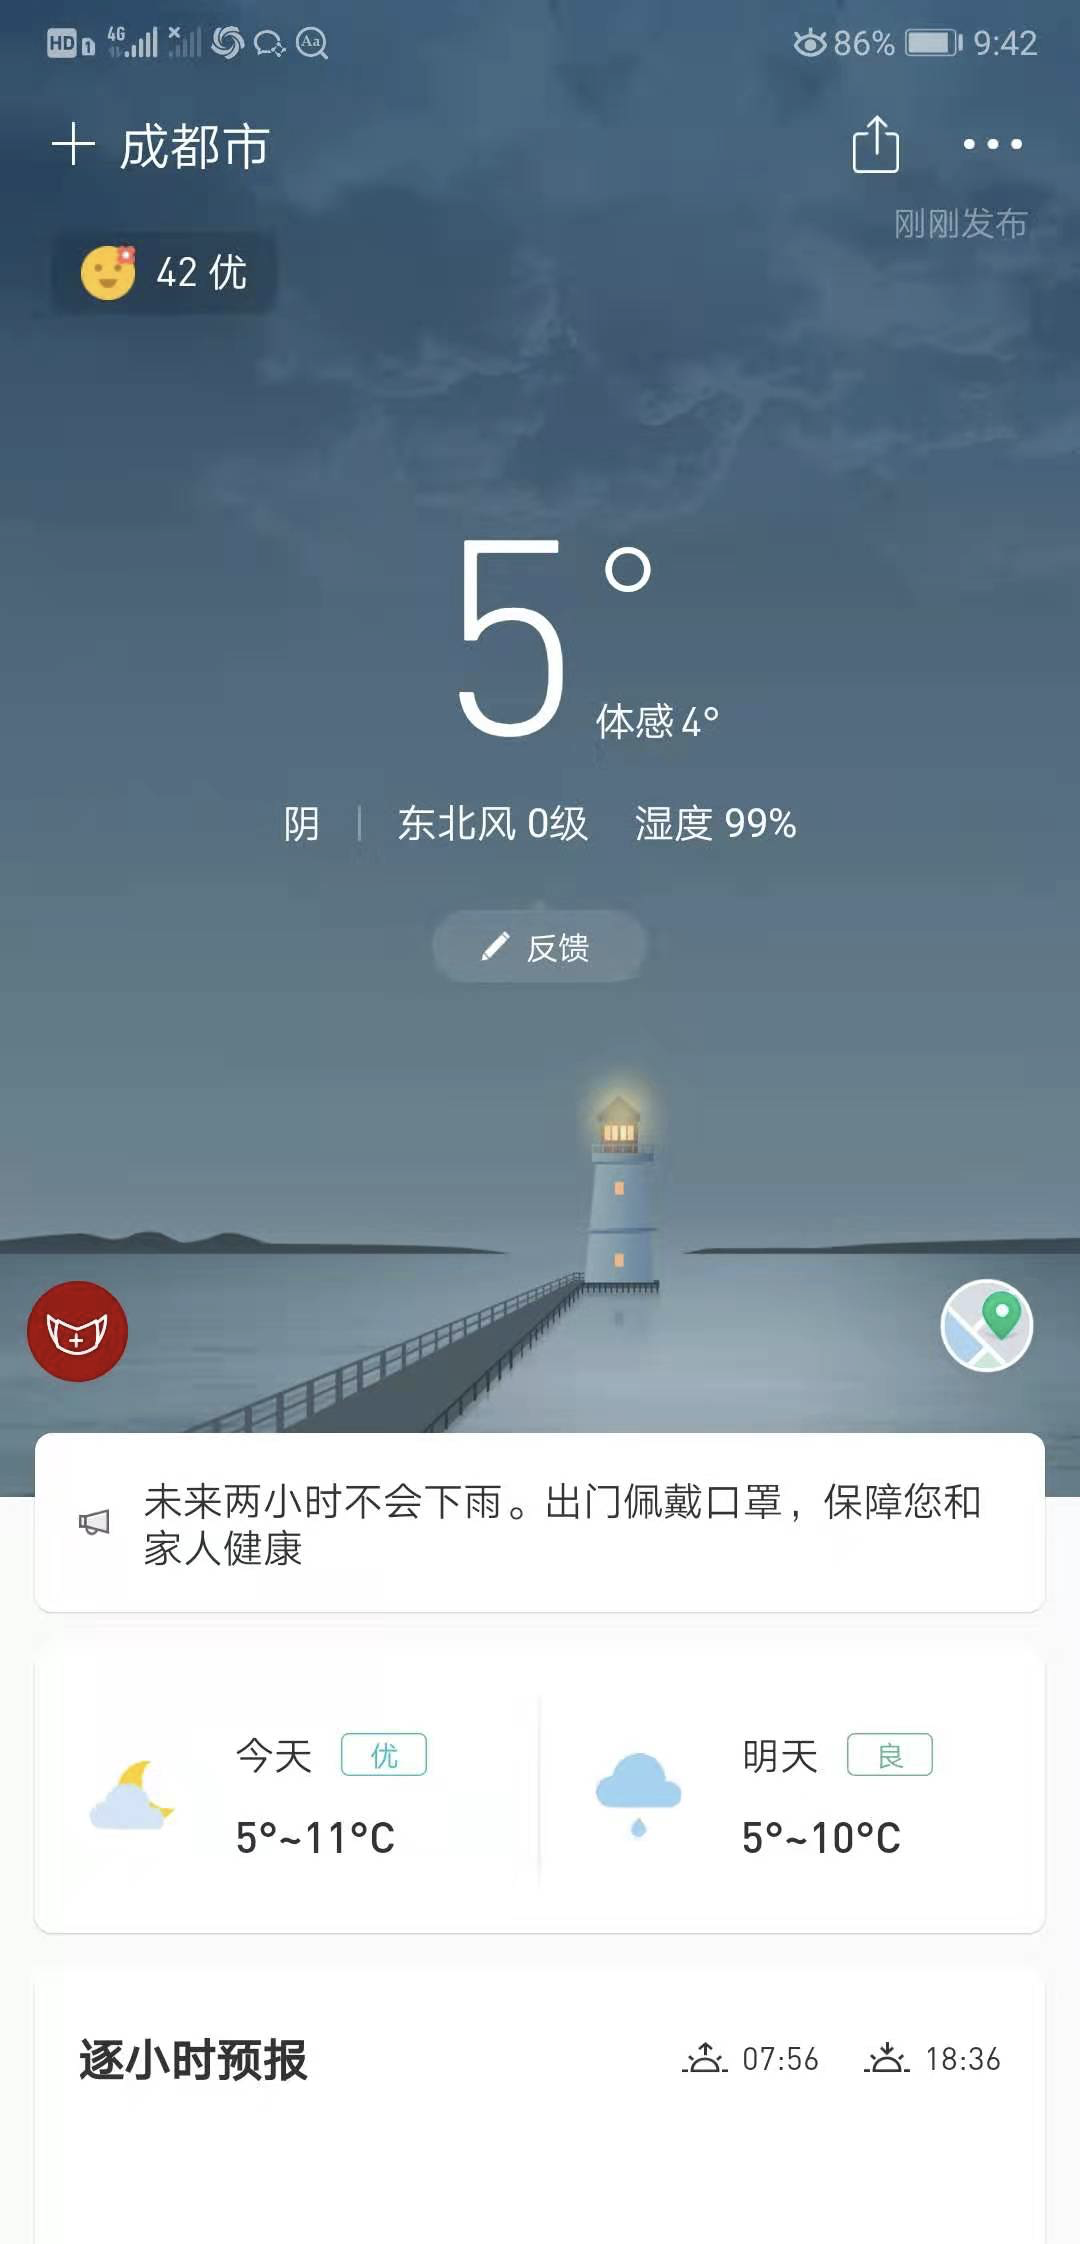 HD 1 4G 86% 9:42
成都市
刚刚发布
42 优
5°
体感 4°
阴 | 东北风 0级 湿度 99%
反馈
未来两小时不会下雨。出门佩戴口罩，保障您和
家人健康
今天 优 明天 良
5°~11°C 5°~10°C
逐小时预报 07:56 18:36